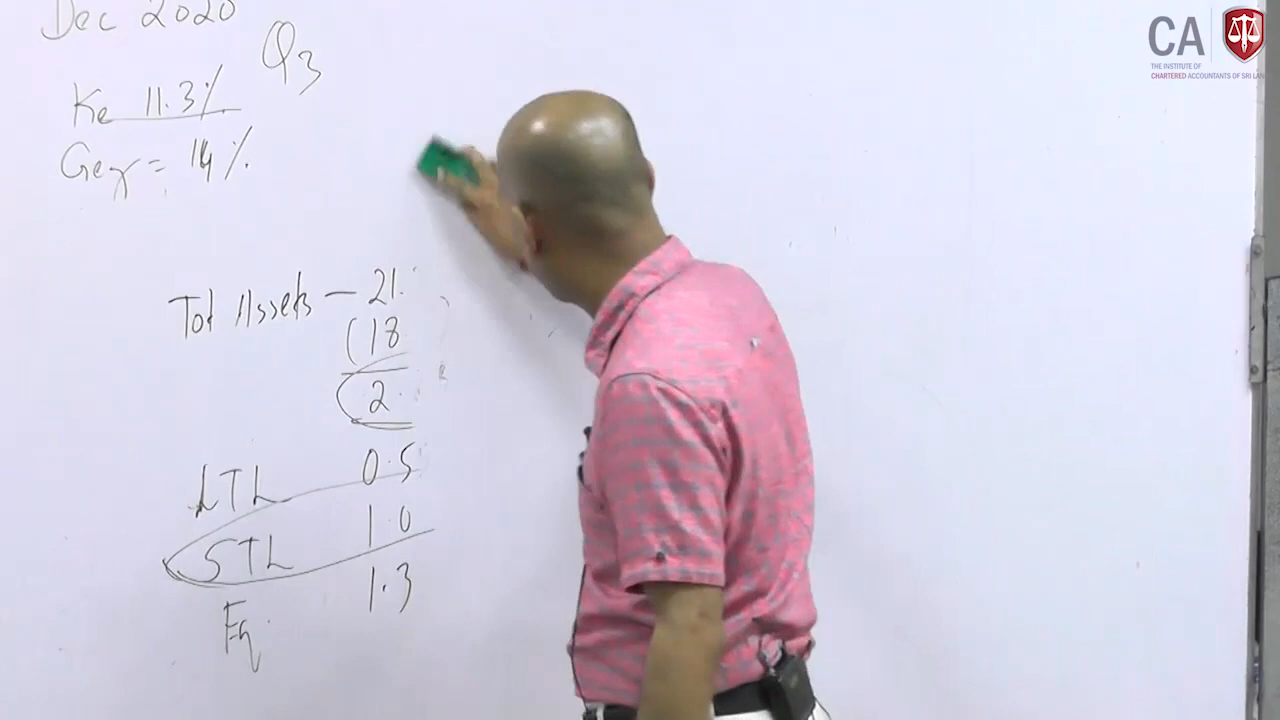 Dec 2020
Q3
Ke 11.3%
Gex = 14%
Tot Assets — 21.
(18
2.
LTL 0.5
STL 1.0
Eq. 1.3
CA
THE INSTITUTE OF
CHARTERED ACCOUNTANTS OF SRI LAN